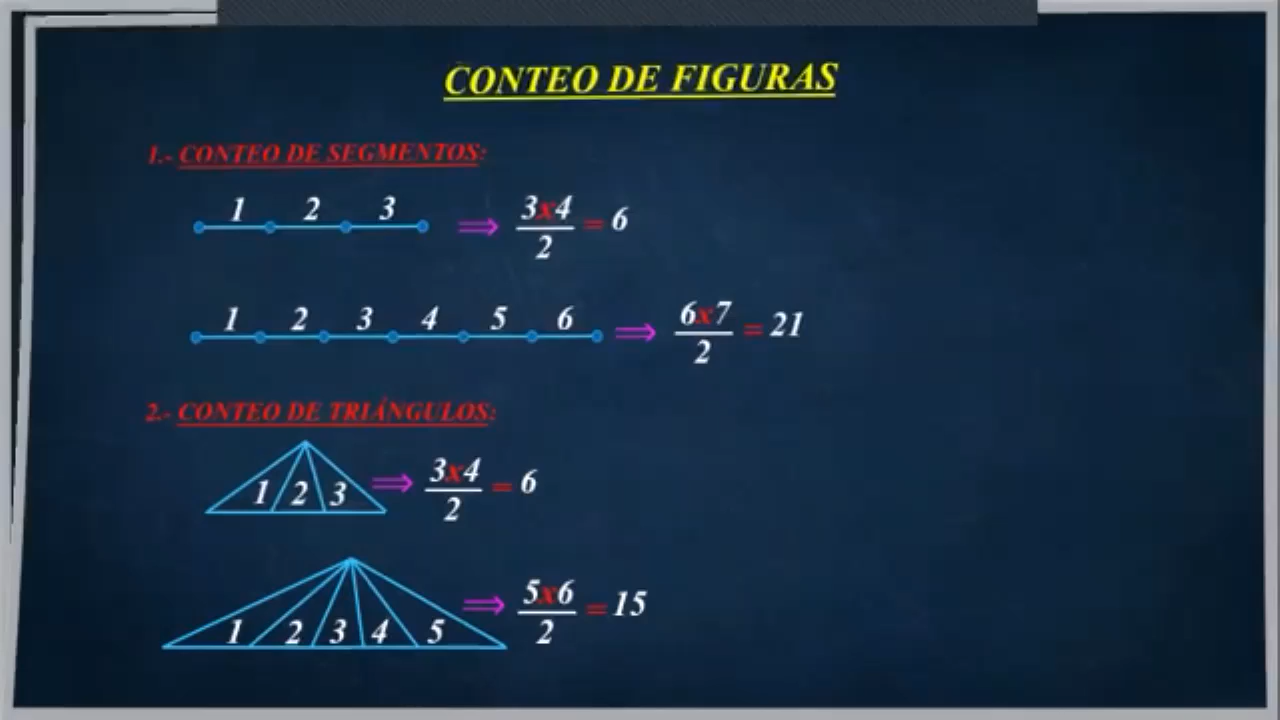 CONTEO DE FIGURAS
1.- CONTEO DE SEGMENTOS:
1 2 3 ⇒ 3x4/2 = 6
1 2 3 4 5 6 ⇒ 6x7/2 = 21
2.- CONTEO DE TRIÁNGULOS:
1 2 3 ⇒ 3x4/2 = 6
1 2 3 4 5 ⇒ 5x6/2 = 15